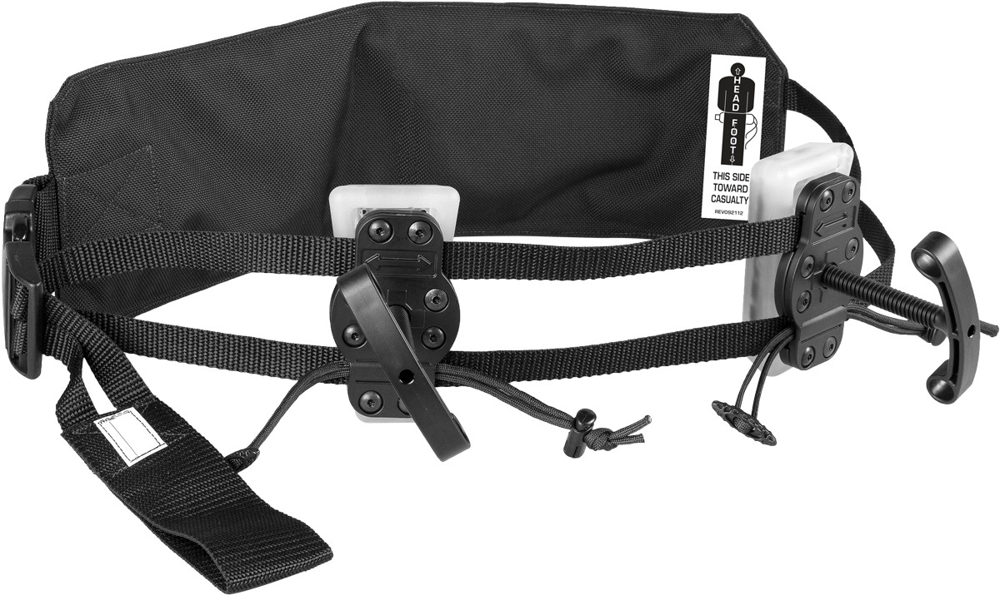 HEAD
FOOT
THIS SIDE
TOWARD
CASUALTY
REV092112